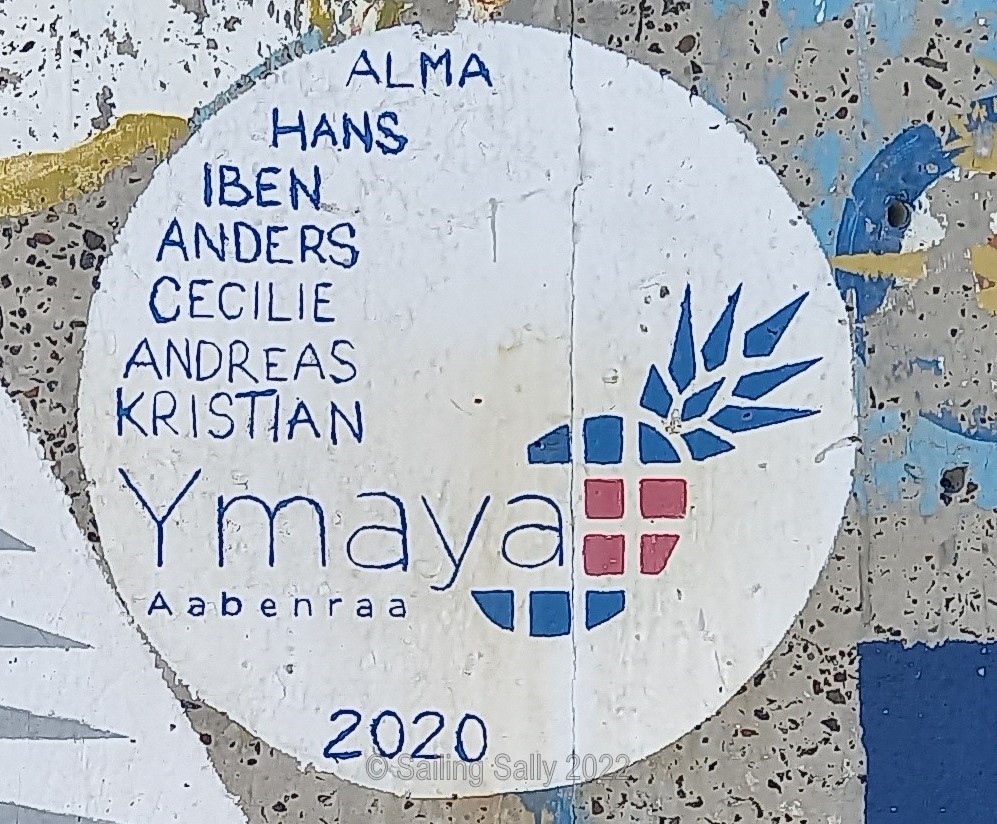 ALMA
HANS
IBEN
ANDERS
CECILIE
ANDREAS
KRISTIAN
Ymaya
Aabenraa
2020
© Sailing Sally 2022